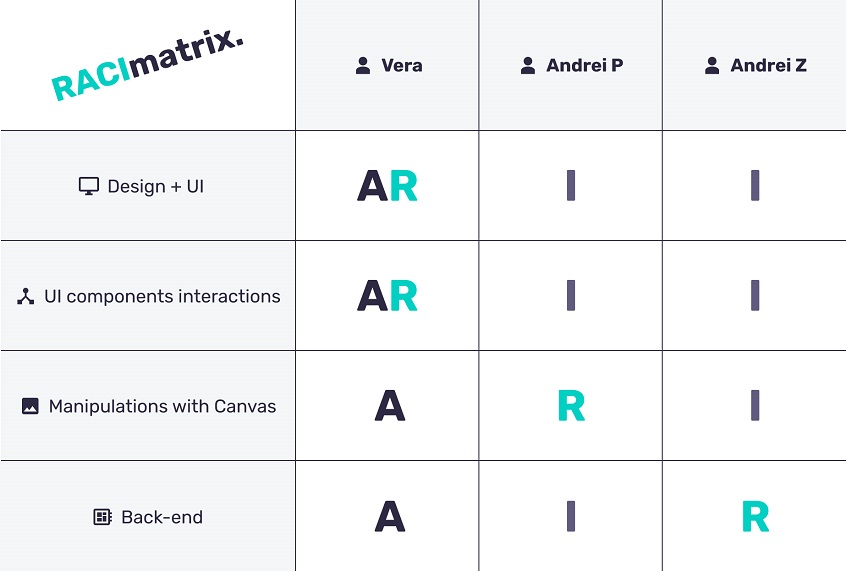 RACImatrix.
Vera
Andrei P
Andrei Z
Design + UI
AR
I
I
UI components interactions
AR
I
I
Manipulations with Canvas
A
R
I
Back-end
A
I
R